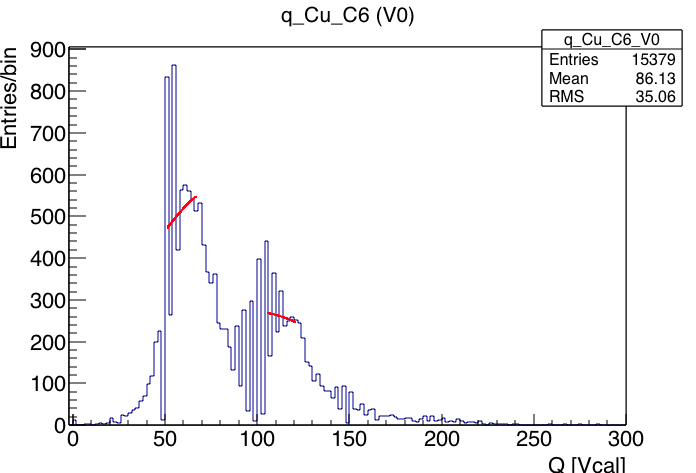 q_Cu_C6 (V0)
q_Cu_C6_V0
Entries 15379
Mean 86.13
RMS 35.06
Entries/bin
900
800
700
600
500
400
300
200
100
0
0 50 100 150 200 250 300
Q [Vcal]